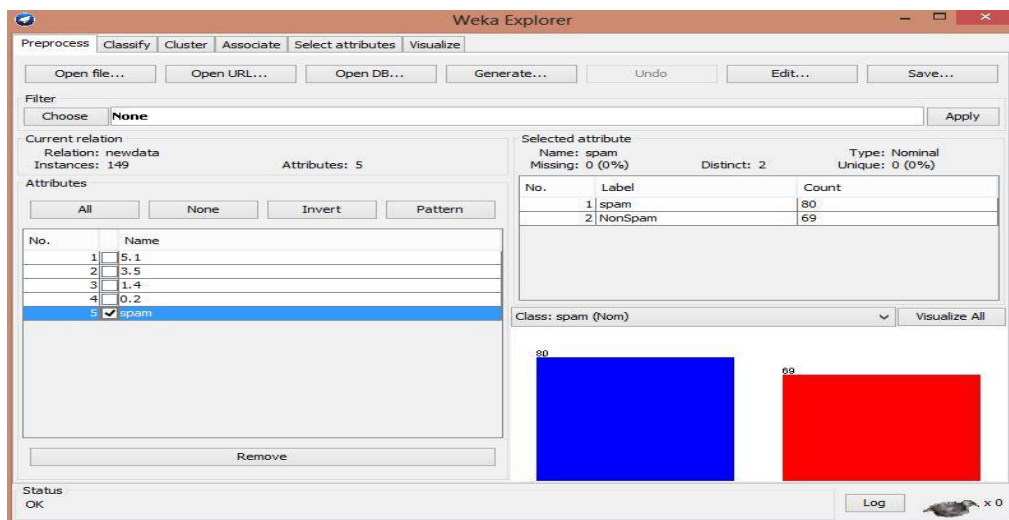 Weka Explorer
Preprocess Classify Cluster Associate Select attributes Visualize
Open file... Open URL... Open DB... Generate... Undo Edit... Save...
Filter
Choose None Apply
Current relation
Relation: newdata
Instances: 149 Attributes: 5
Attributes
All None Invert Pattern
No. Name
1 5.1
2 3.5
3 1.4
4 0.2
5 spam
Remove
Selected attribute
Name: spam Type: Nominal
Missing: 0 (0%) Distinct: 2 Unique: 0 (0%)
No. Label Count
1 spam 80
2 NonSpam 69
Class: spam (Nom) Visualize All
80
69
Status
OK Log x 0